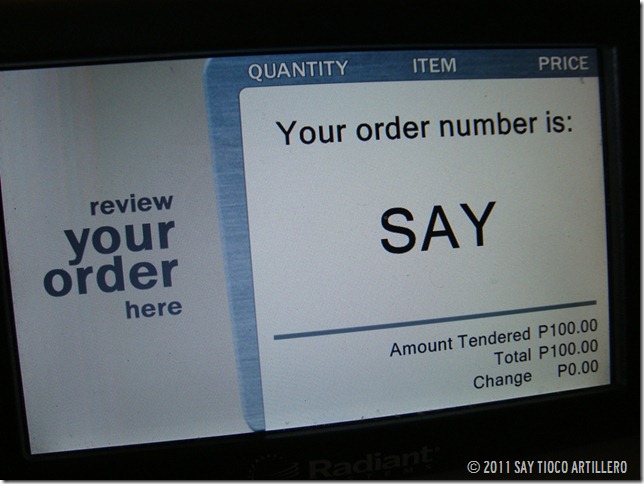 QUANTITY ITEM PRICE
Your order number is:
SAY
review
your
order
here
Amount Tendered P100.00
Total P100.00
Change P0.00
Radiant
© 2011 SAY TIOCO ARTILLERO